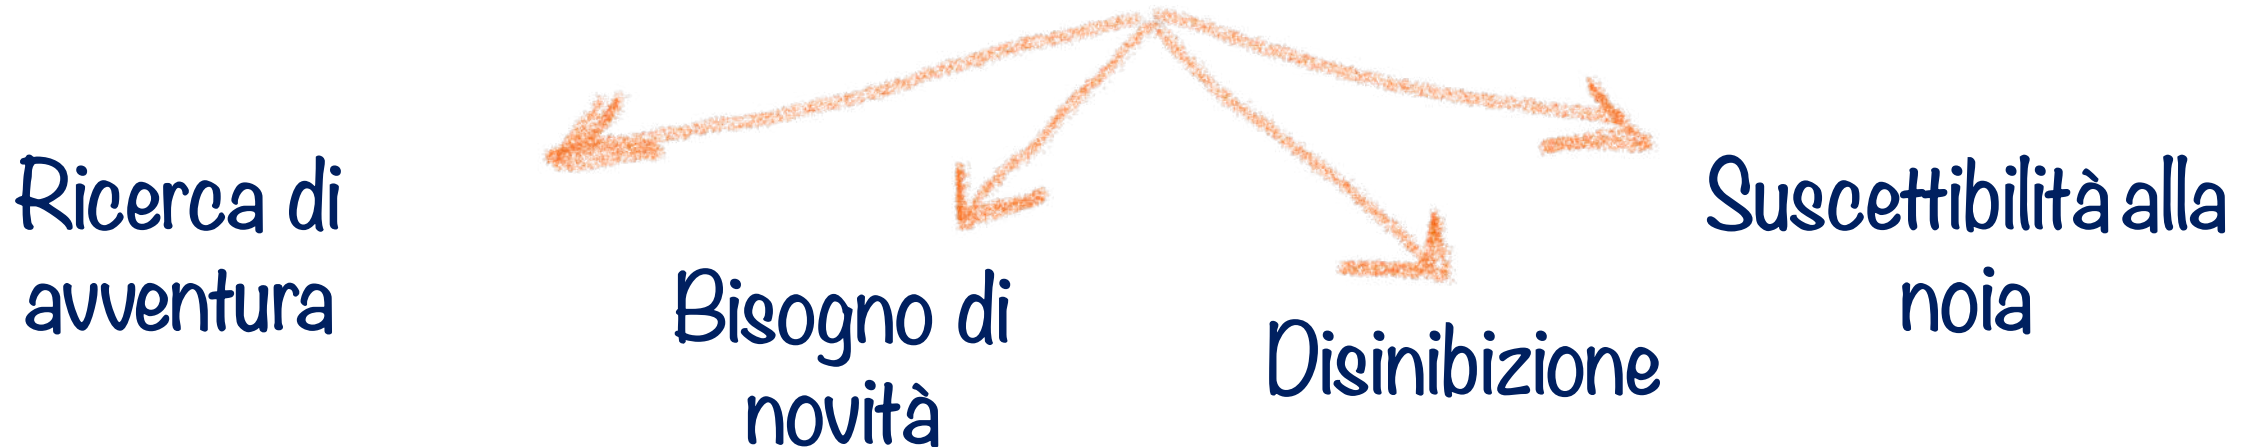 Ricerca di
avventura
Bisogno di
novità
Disinibizione
Suscettibilità alla
noia